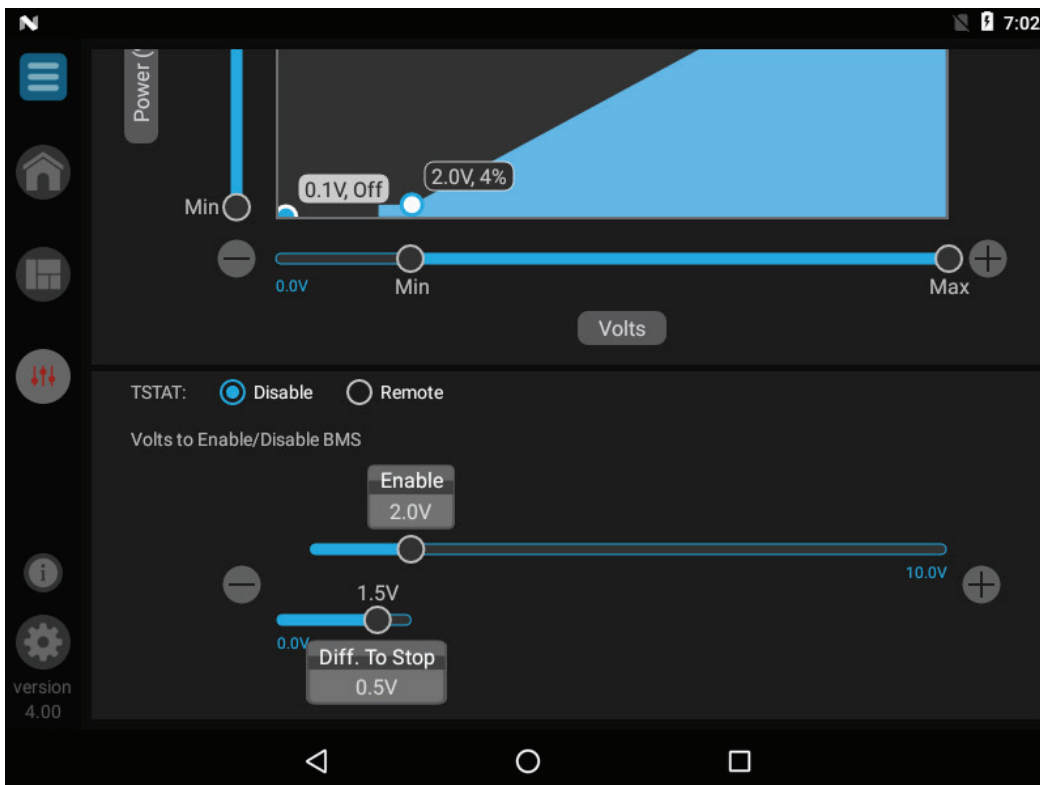 N
7:02
Power (
0.1V, Off
2.0V, 4%
Min
0.0V
Min
Max
Volts
TSTAT: Disable Remote
Volts to Enable/Disable BMS
Enable
2.0V
10.0V
1.5V
0.0V
Diff. To Stop
0.5V
i
version
4.00